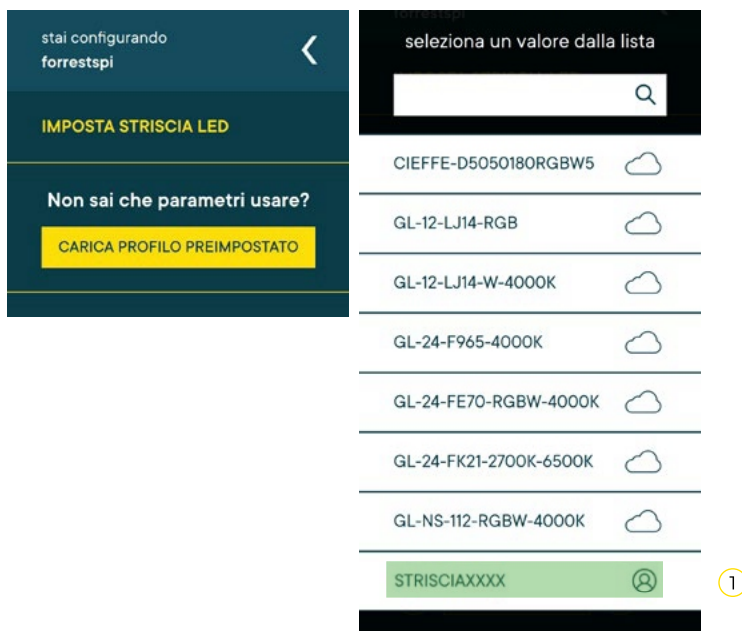 stai configurando
forrestspi
IMPOSTA STRISCIA LED
Non sai che parametri usare?
CARICA PROFILO PREIMPOSTATO
forrestspi
seleziona un valore dalla lista
CIEFFE-D5050180RGBW5
GL-12-LJ14-RGB
GL-12-LJ14-W-4000K
GL-24-F965-4000K
GL-24-FE70-RGBW-4000K
GL-24-FK21-2700K-6500K
GL-NS-112-RGBW-4000K
STRISCIAXXXX
1